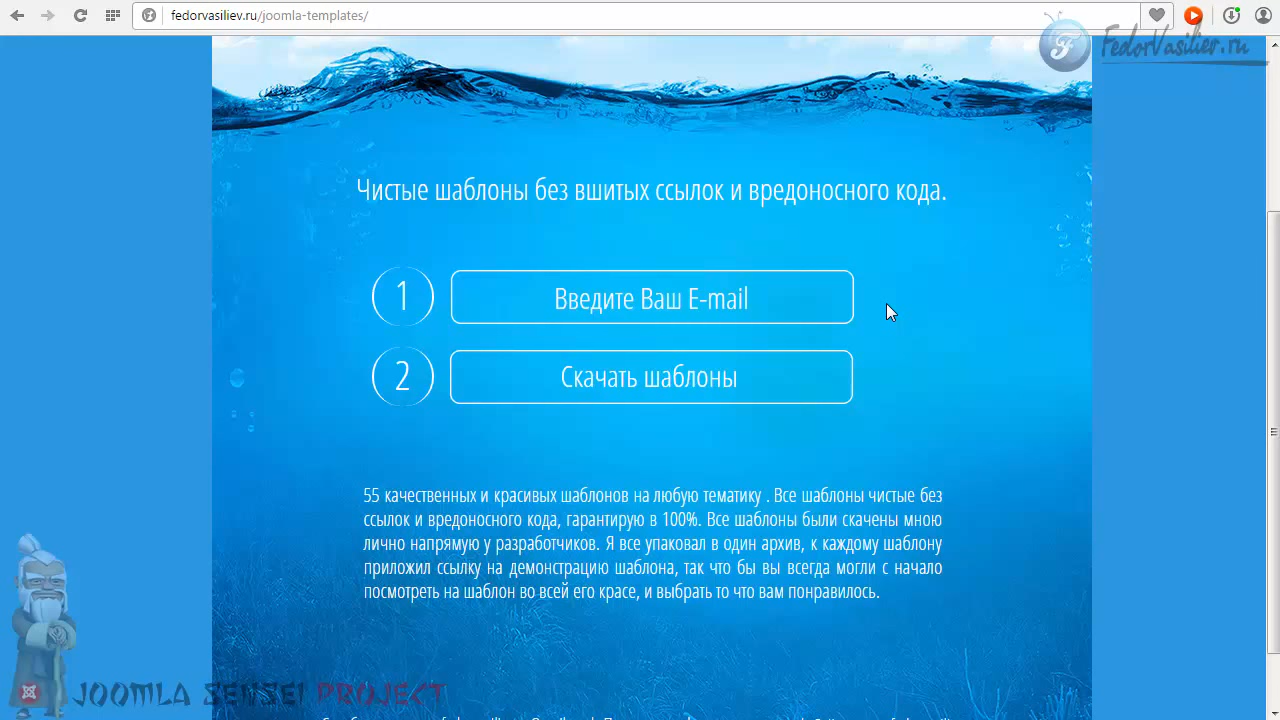 fedorvasiliev.ru/joomla-templates/
FedorVasiliev.ru
Чистые шаблоны без вшитых ссылок и вредоносного кода.
1
Введите Ваш E-mail
2
Скачать шаблоны
55 качественных и красивых шаблонов на любую тематику . Все шаблоны чистые без
ссылок и вредоносного кода, гарантирую в 100%. Все шаблоны были скачены мною
лично напрямую у разработчиков. Я все упаковал в один архив, к каждому шаблону
приложил ссылку на демонстрацию шаблона, так что бы вы всегда могли с начало
посмотреть на шаблон во всей его красе, и выбрать то что вам понравилось.
JOOMLA SENSEI PROJECT